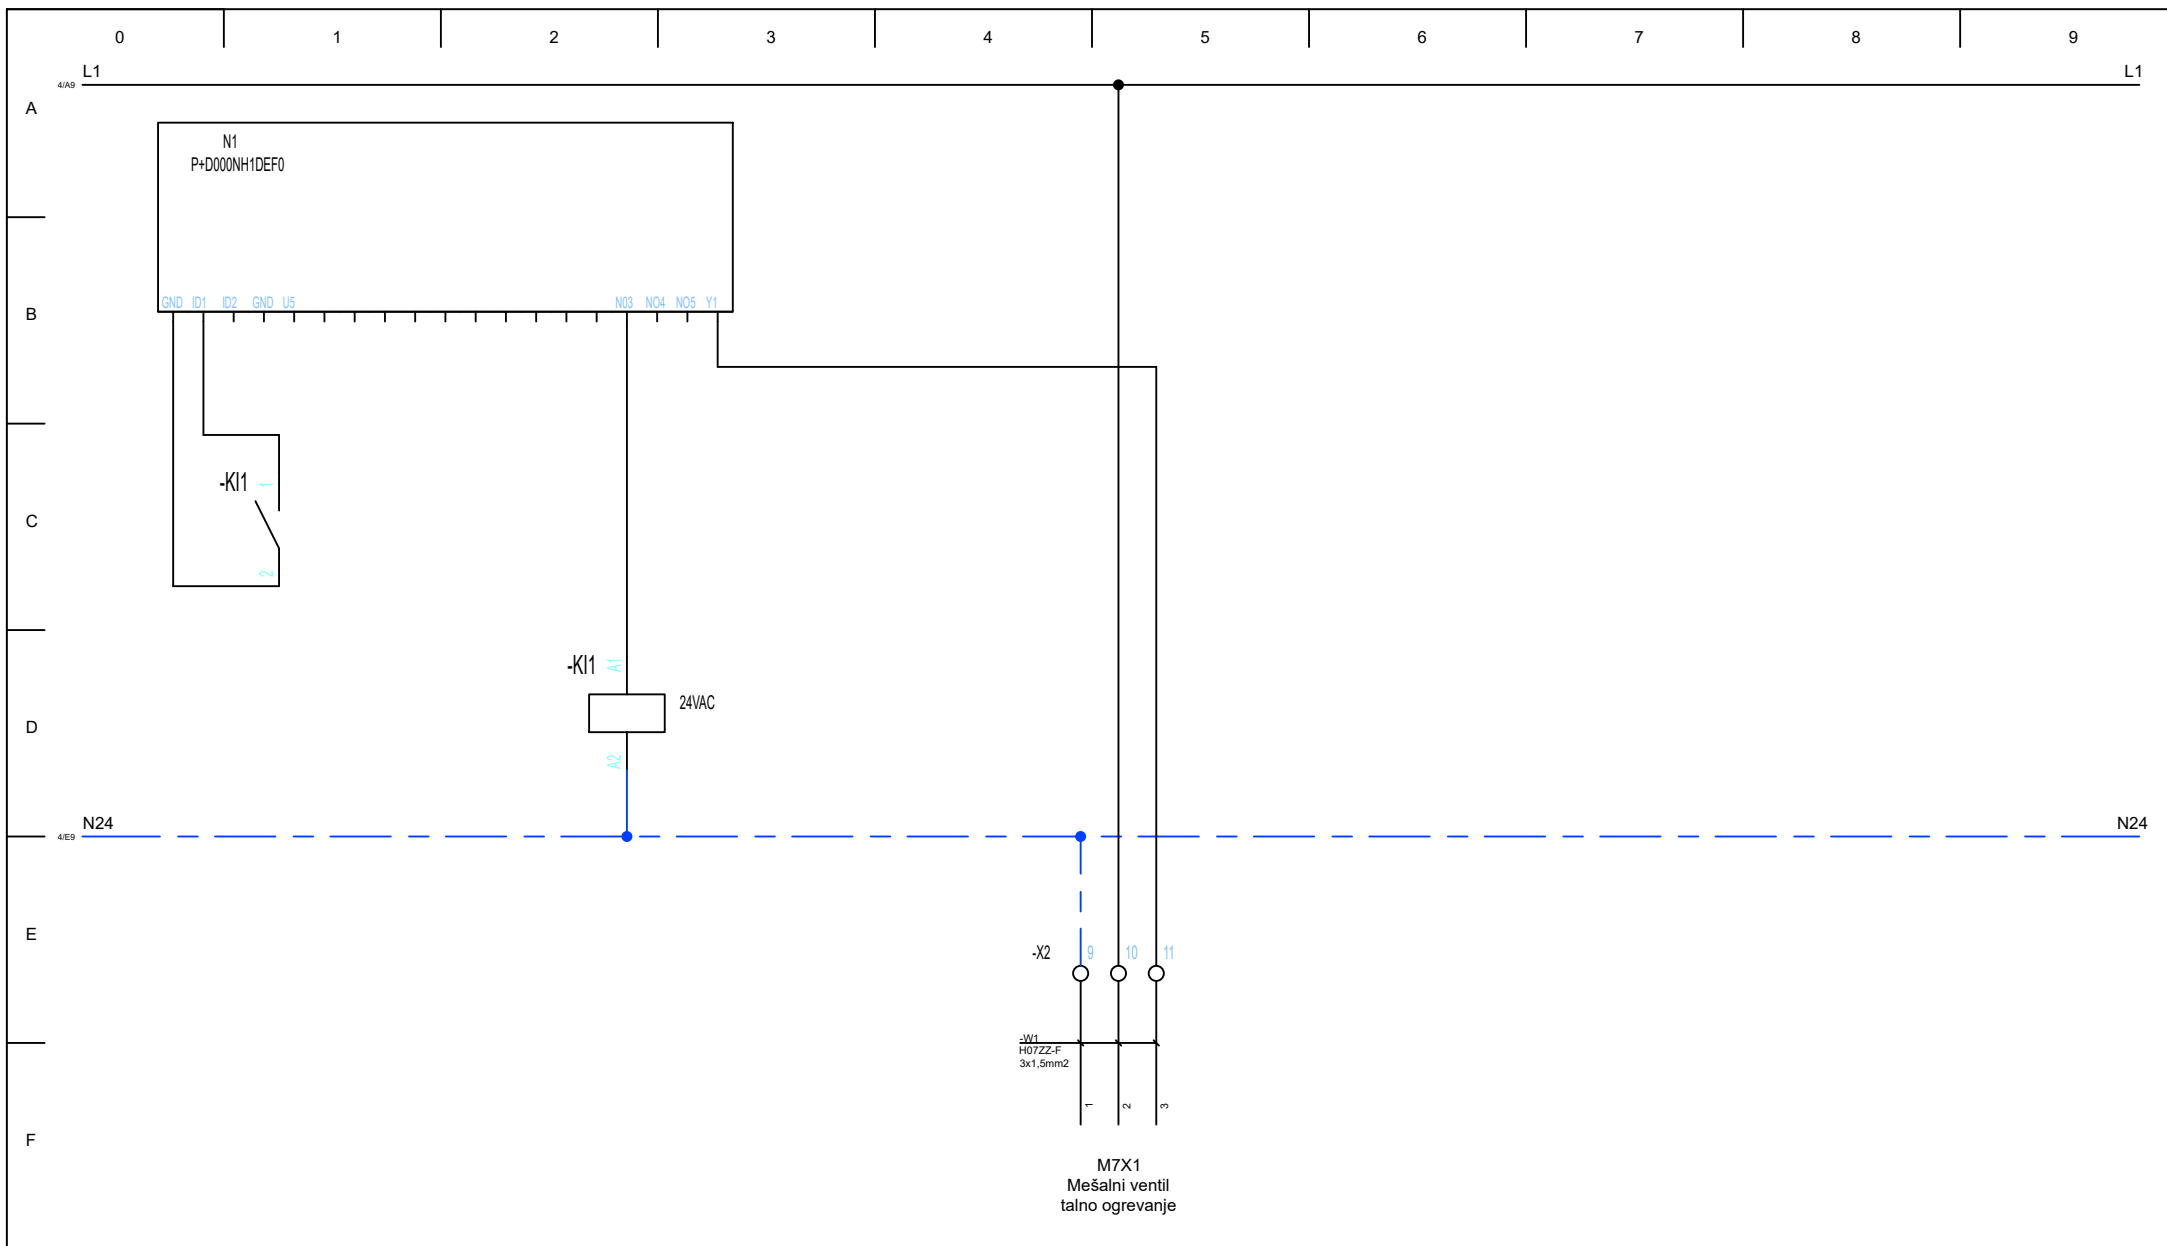 0 1 2 3 4 5 6 7 8 9
L1 L1
4/A9
A
N1
P+D000NH1DEF0
GND ID1 ID2 GND U5 N03 NO4 NO5 Y1
B
-KI1 1
C
2
-KI1 A1
24VAC
D
A2
N24 N24
4/E9
E
-X2 9 10 11
-W1
H07ZZ-F
3x1,5mm2
1 2 3
F
M7X1
Mešalni ventil
talno ogrevanje